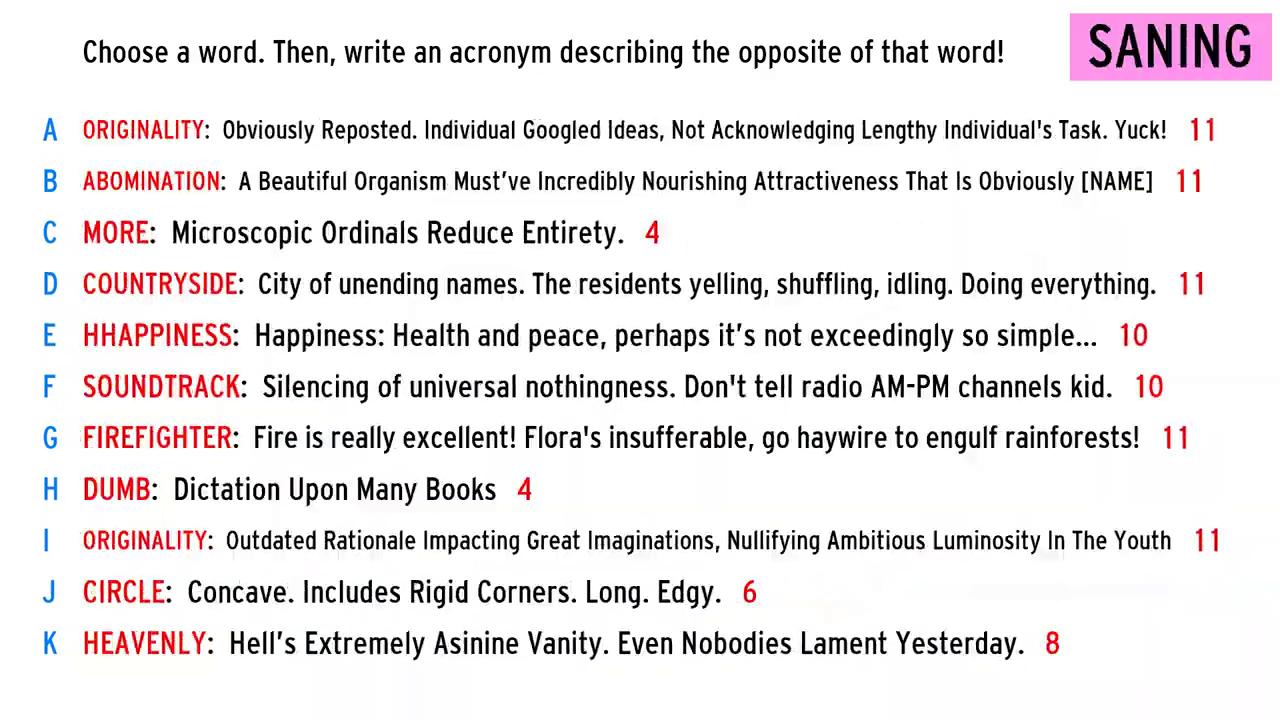 Choose a word. Then, write an acronym describing the opposite of that word!
SANING
A ORIGINALITY: Obviously Reposted. Individual Googled Ideas, Not Acknowledging Lengthy Individual's Task. Yuck! 11
B ABOMINATION: A Beautiful Organism Must've Incredibly Nourishing Attractiveness That Is Obviously [NAME] 11
C MORE: Microscopic Ordinals Reduce Entirety. 4
D COUNTRYSIDE: City of unending names. The residents yelling, shuffling, idling. Doing everything. 11
E HHAPPINESS: Happiness: Health and peace, perhaps it's not exceedingly so simple... 10
F SOUNDTRACK: Silencing of universal nothingness. Don't tell radio AM-PM channels kid. 10
G FIREFIGHTER: Fire is really excellent! Flora's insufferable, go haywire to engulf rainforests! 11
H DUMB: Dictation Upon Many Books 4
I ORIGINALITY: Outdated Rationale Impacting Great Imaginations, Nullifying Ambitious Luminosity In The Youth 11
J CIRCLE: Concave. Includes Rigid Corners. Long. Edgy. 6
K HEAVENLY: Hell's Extremely Asinine Vanity. Even Nobodies Lament Yesterday. 8